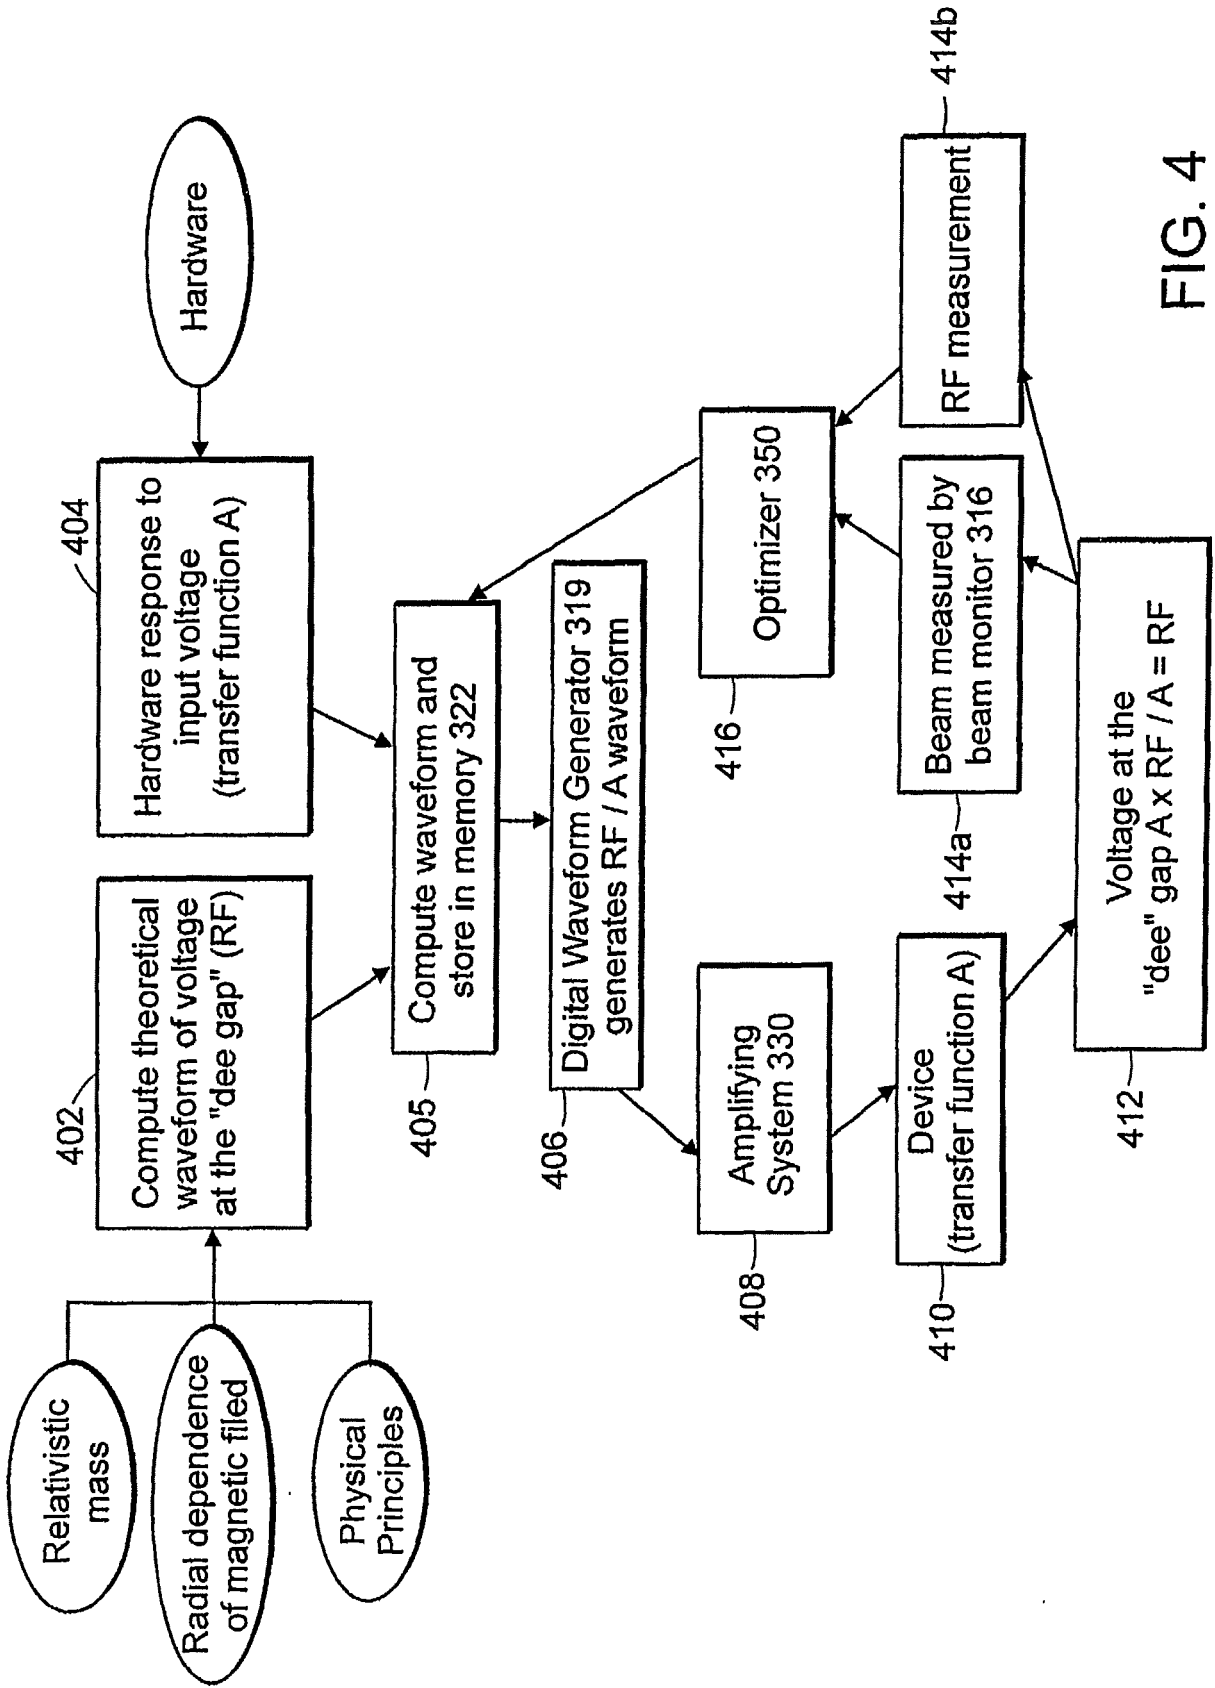 Relativistic
mass
Radial dependence
of magnetic filed
Physical
Principles
402
Compute theoretical
waveform of voltage
at the "dee gap" (RF)
404
Hardware response to
input voltage
(transfer function A)
Hardware
405
Compute waveform and
store in memory 322
406
Digital Waveform Generator 319
generates RF / A waveform
408
Amplifying
System 330
416
Optimizer 350
410
Device
(transfer function A)
414a
Beam measured by
beam monitor 316
RF measurement
414b
412
Voltage at the
"dee" gap A x RF / A = RF
FIG. 4